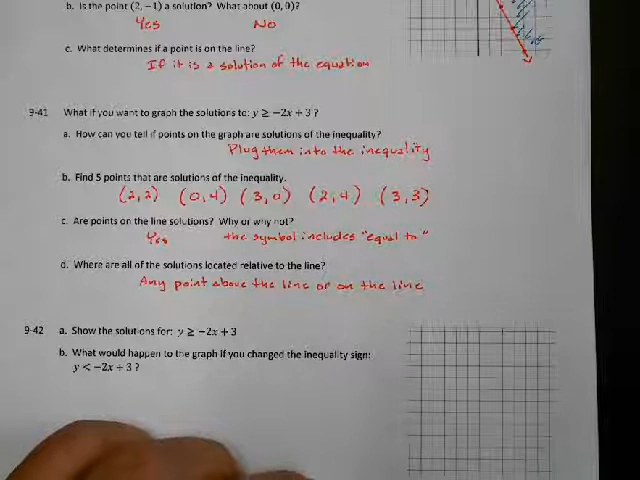 b. Is the point (2, −1) a solution? What about (0, 0)?
Yes No
c. What determines if a point is on the line?
If it is a solution of the equation
9-41 What if you want to graph the solutions to: y ≥ −2x + 3 ?
a. How can you tell if points on the graph are solutions of the inequality?
Plug them into the inequality
b. Find 5 points that are solutions of the inequality.
(2,2) (0,4) (3,0) (2,4) (3,3)
c. Are points on the line solutions? Why or why not?
Yes the symbol includes "equal to"
d. Where are all of the solutions located relative to the line?
Any point above the line or on the line
9-42 a. Show the solutions for: y ≥ −2x + 3
b. What would happen to the graph if you changed the inequality sign:
y < −2x + 3 ?